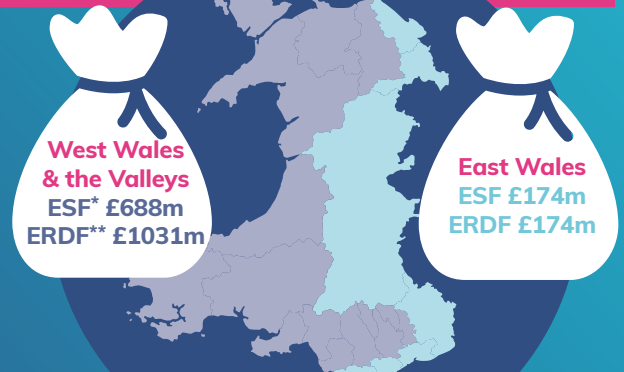 West Wales
& the Valleys
ESF* £688m
ERDF** £1031m
East Wales
ESF £174m
ERDF £174m